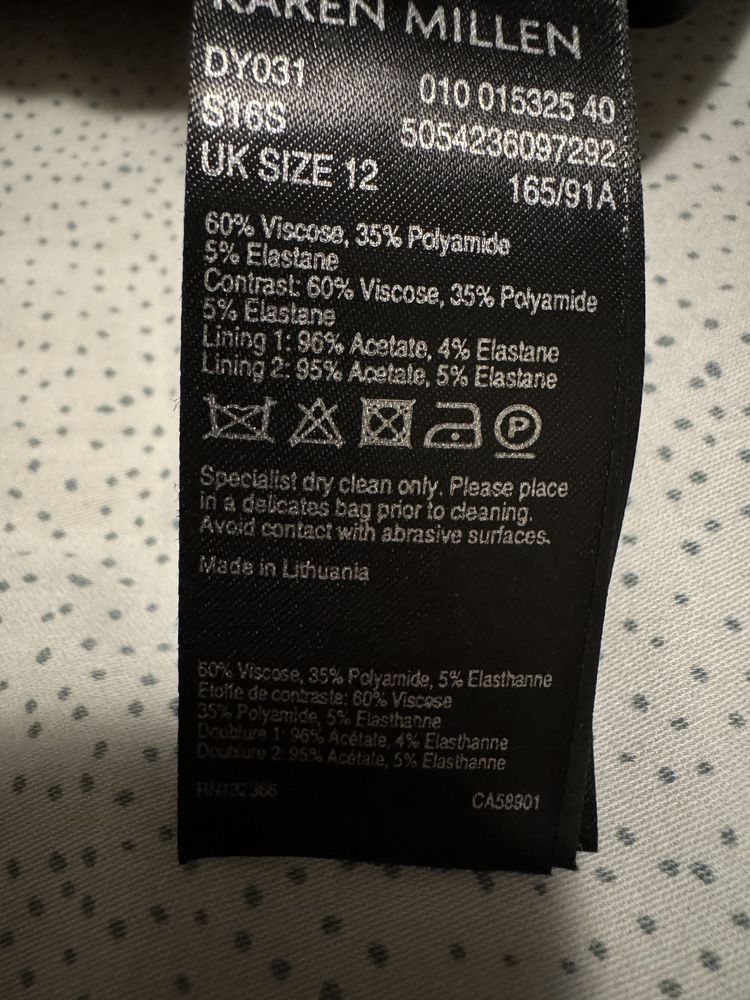 KAREN MILLEN
DY031
010 015325 40
S16S
5054236097292
UK SIZE 12
165/91A
60% Viscose, 35% Polyamide
5% Elastane
Contrast: 60% Viscose, 35% Polyamide
5% Elastane
Lining 1: 96% Acetate, 4% Elastane
Lining 2: 95% Acetate, 5% Elastane
P
Specialist dry clean only. Please place
in a delicates bag prior to cleaning.
Avoid contact with abrasive surfaces.
Made in Lithuania
60% Viscose, 35% Polyamide, 5% Elasthanne
Etoffe de contraste: 60% Viscose
35% Polyamide, 5% Elasthanne
Doublure 1: 96% Acétate, 4% Elasthanne
Doublure 2: 95% Acétate, 5% Elasthanne
RN132366
CA58901